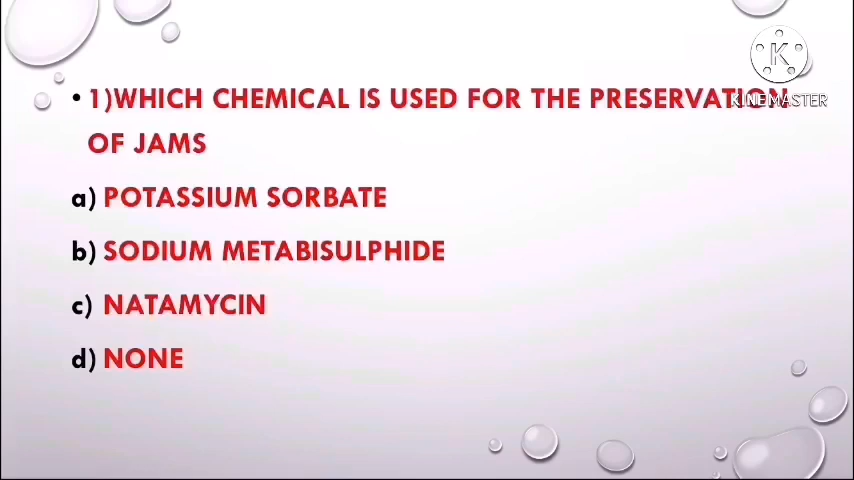 • 1)WHICH CHEMICAL IS USED FOR THE PRESERVATION
OF JAMS
a) POTASSIUM SORBATE
b) SODIUM METABISULPHIDE
c) NATAMYCIN
d) NONE
K
KINEMASTER